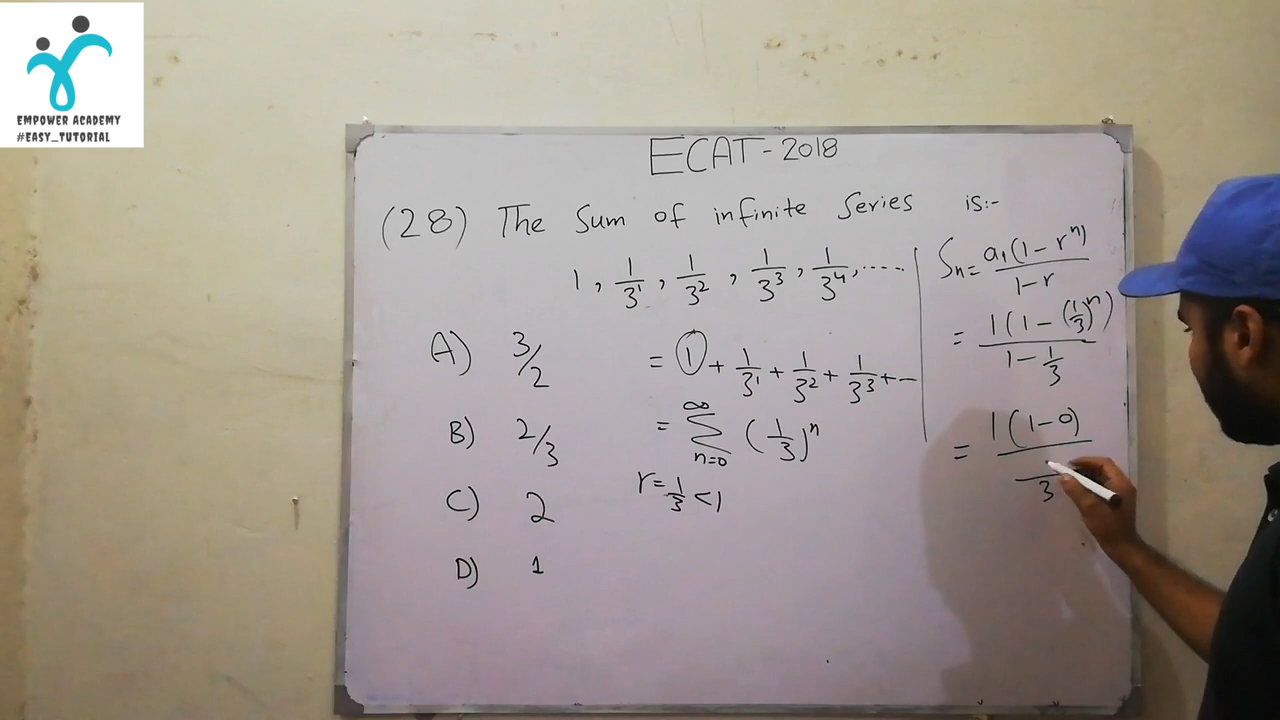 EMPOWER ACADEMY
#EASY_TUTORIAL
ECAT-2018
(28) The Sum of infinite Series is:-
1, 1/3¹, 1/3², 1/3³, 1/3⁴, .....
A) 3/2
B) 2/3
C) 2
D) 1
= 1 + 1/3¹ + 1/3² + 1/3³ + --
= ∞ Σ n=0 (1/3)ⁿ
r = 1/3 < 1
Sn = a₁(1-rⁿ) / 1-r
= 1(1-(1/3)ⁿ) / 1-1/3
= 1(1-0) / 3